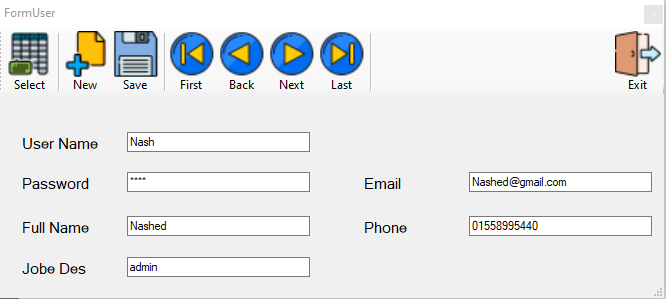 FormUser
x
Select New Save First Back Next Last Exit
User Name Nash
Password **** Email Nashed@gmail.com
Full Name Nashed Phone 01558995440
Jobe Des admin